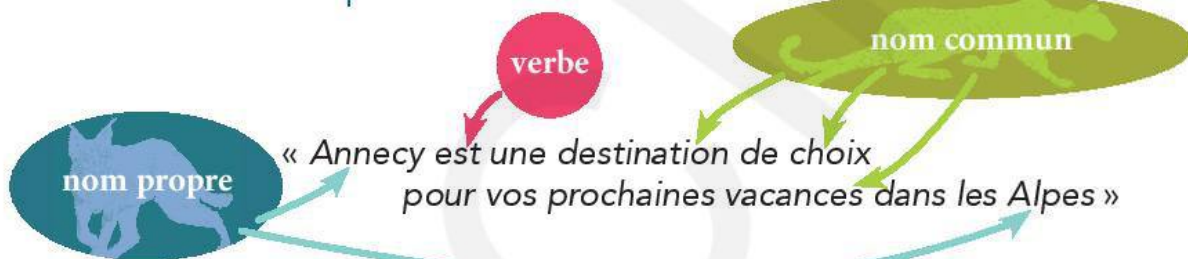 nom commun
verbe
« Annecy est une destination de choix
nom propre
pour vos prochaines vacances dans les Alpes »